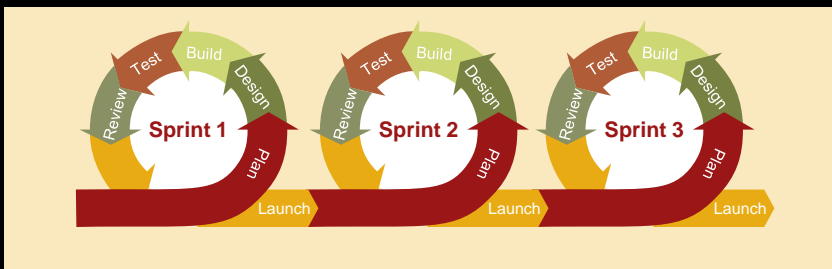 Sprint 1
Plan
Design
Build
Test
Review
Launch
Sprint 2
Plan
Design
Build
Test
Review
Launch
Sprint 3
Plan
Design
Build
Test
Review
Launch